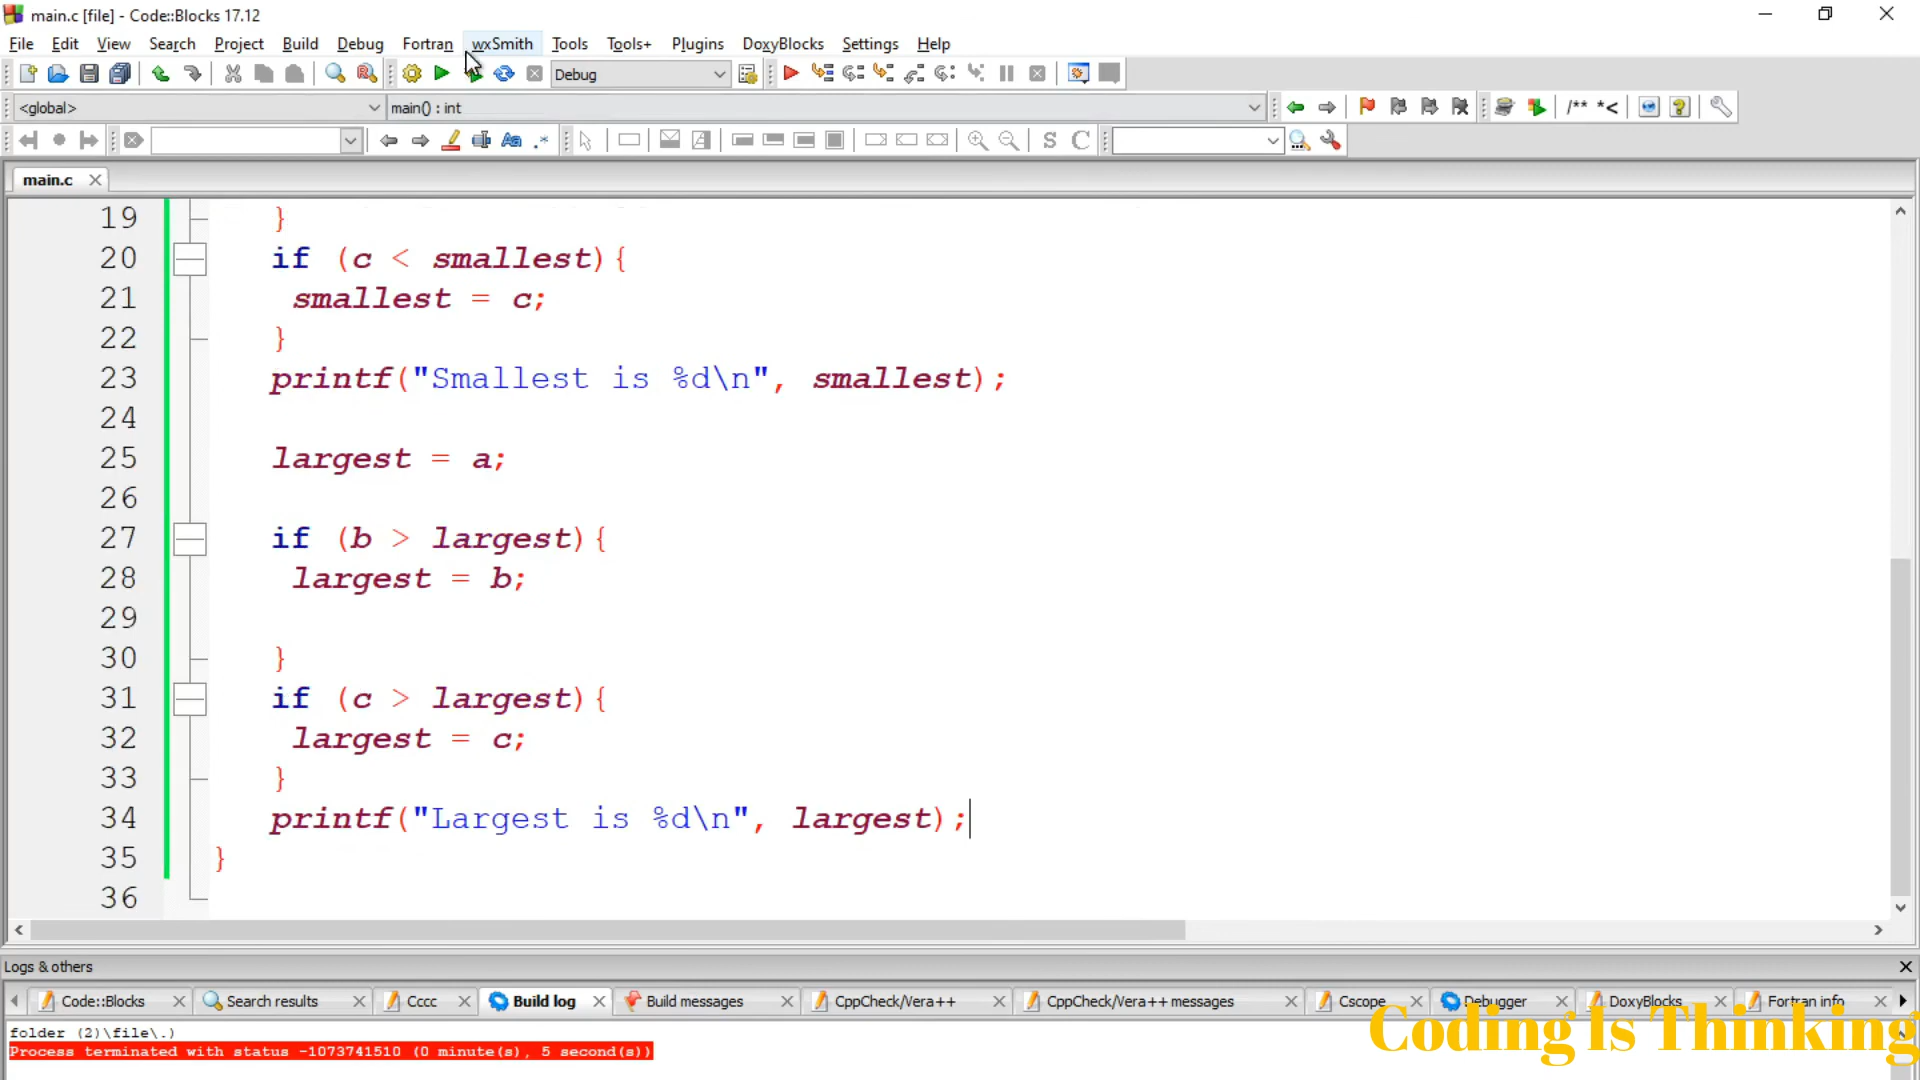 main.c [file] - Code::Blocks 17.12
File Edit View Search Project Build Debug Fortran wxSmith Tools Tools+ Plugins DoxyBlocks Settings Help
Debug
<global> main() : int /** *<
Aa .* S C
main.c
19 }
20 if (c < smallest){
21 smallest = c;
22 }
23 printf("Smallest is %d\n", smallest);
24
25 largest = a;
26
27 if (b > largest){
28 largest = b;
29
30 }
31 if (c > largest){
32 largest = c;
33 }
34 printf("Largest is %d\n", largest);
35 }
36
Logs & others
Code::Blocks Search results Cccc Build log Build messages CppCheck/Vera++ CppCheck/Vera++ messages Cscope Debugger DoxyBlocks Fortran info
folder (2)\file\.)
Process terminated with status -1073741510 (0 minute(s), 5 second(s))
Coding Is Thinking